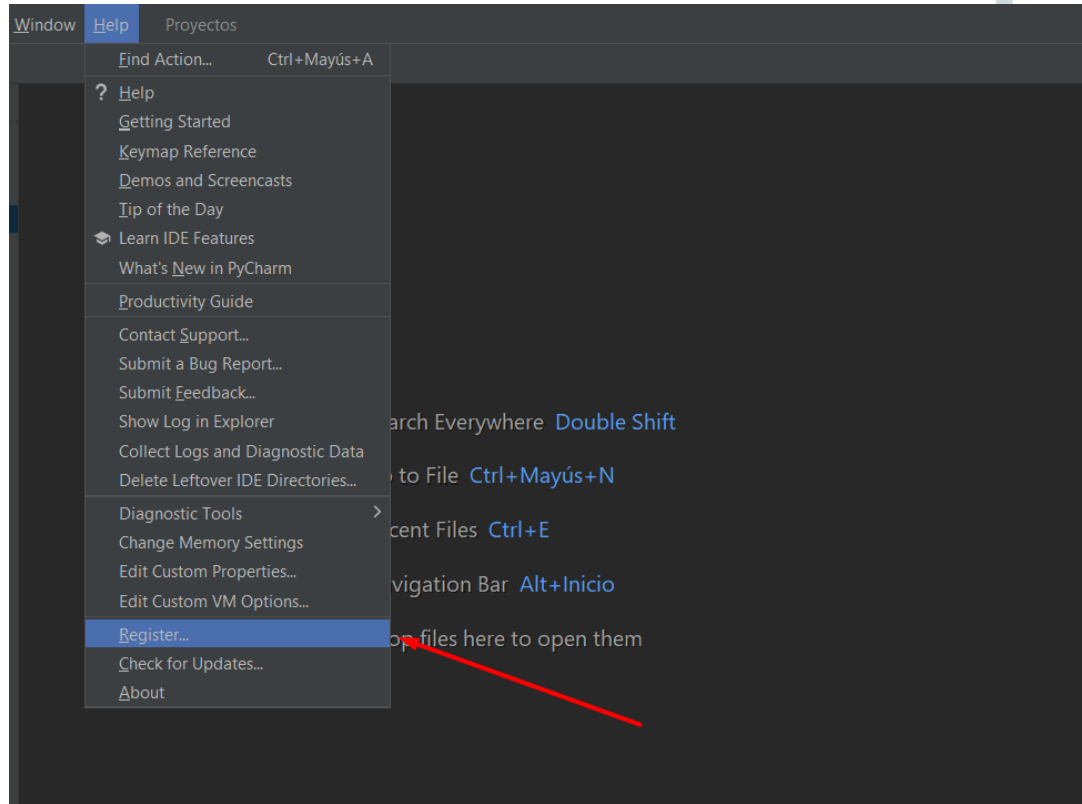 Window Help Proyectos
Find Action... Ctrl+Mayús+A
? Help
Getting Started
Keymap Reference
Demos and Screencasts
Tip of the Day
Learn IDE Features
What's New in PyCharm
Productivity Guide
Contact Support...
Submit a Bug Report...
Submit Feedback...
Show Log in Explorer
Collect Logs and Diagnostic Data
Delete Leftover IDE Directories...
Diagnostic Tools
Change Memory Settings
Edit Custom Properties...
Edit Custom VM Options...
Register...
Check for Updates...
About
arch Everywhere Double Shift
to File Ctrl+Mayús+N
cent Files Ctrl+E
vigation Bar Alt+Inicio
op files here to open them